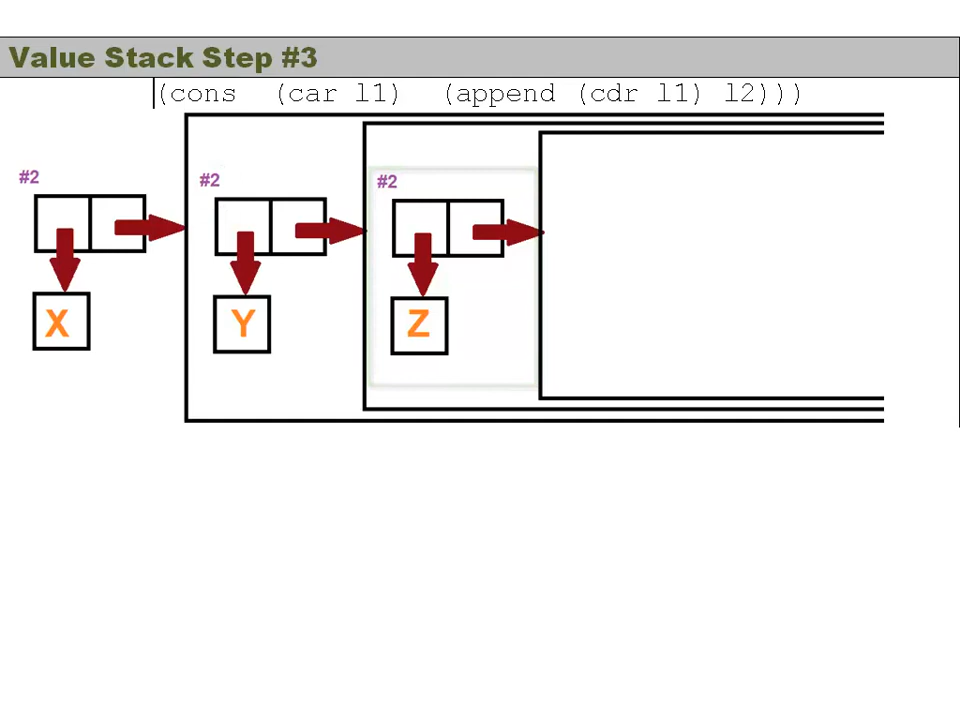 Value Stack Step #3
(cons (car l1) (append (cdr l1) l2)))
#2 #2 #2
X Y Z